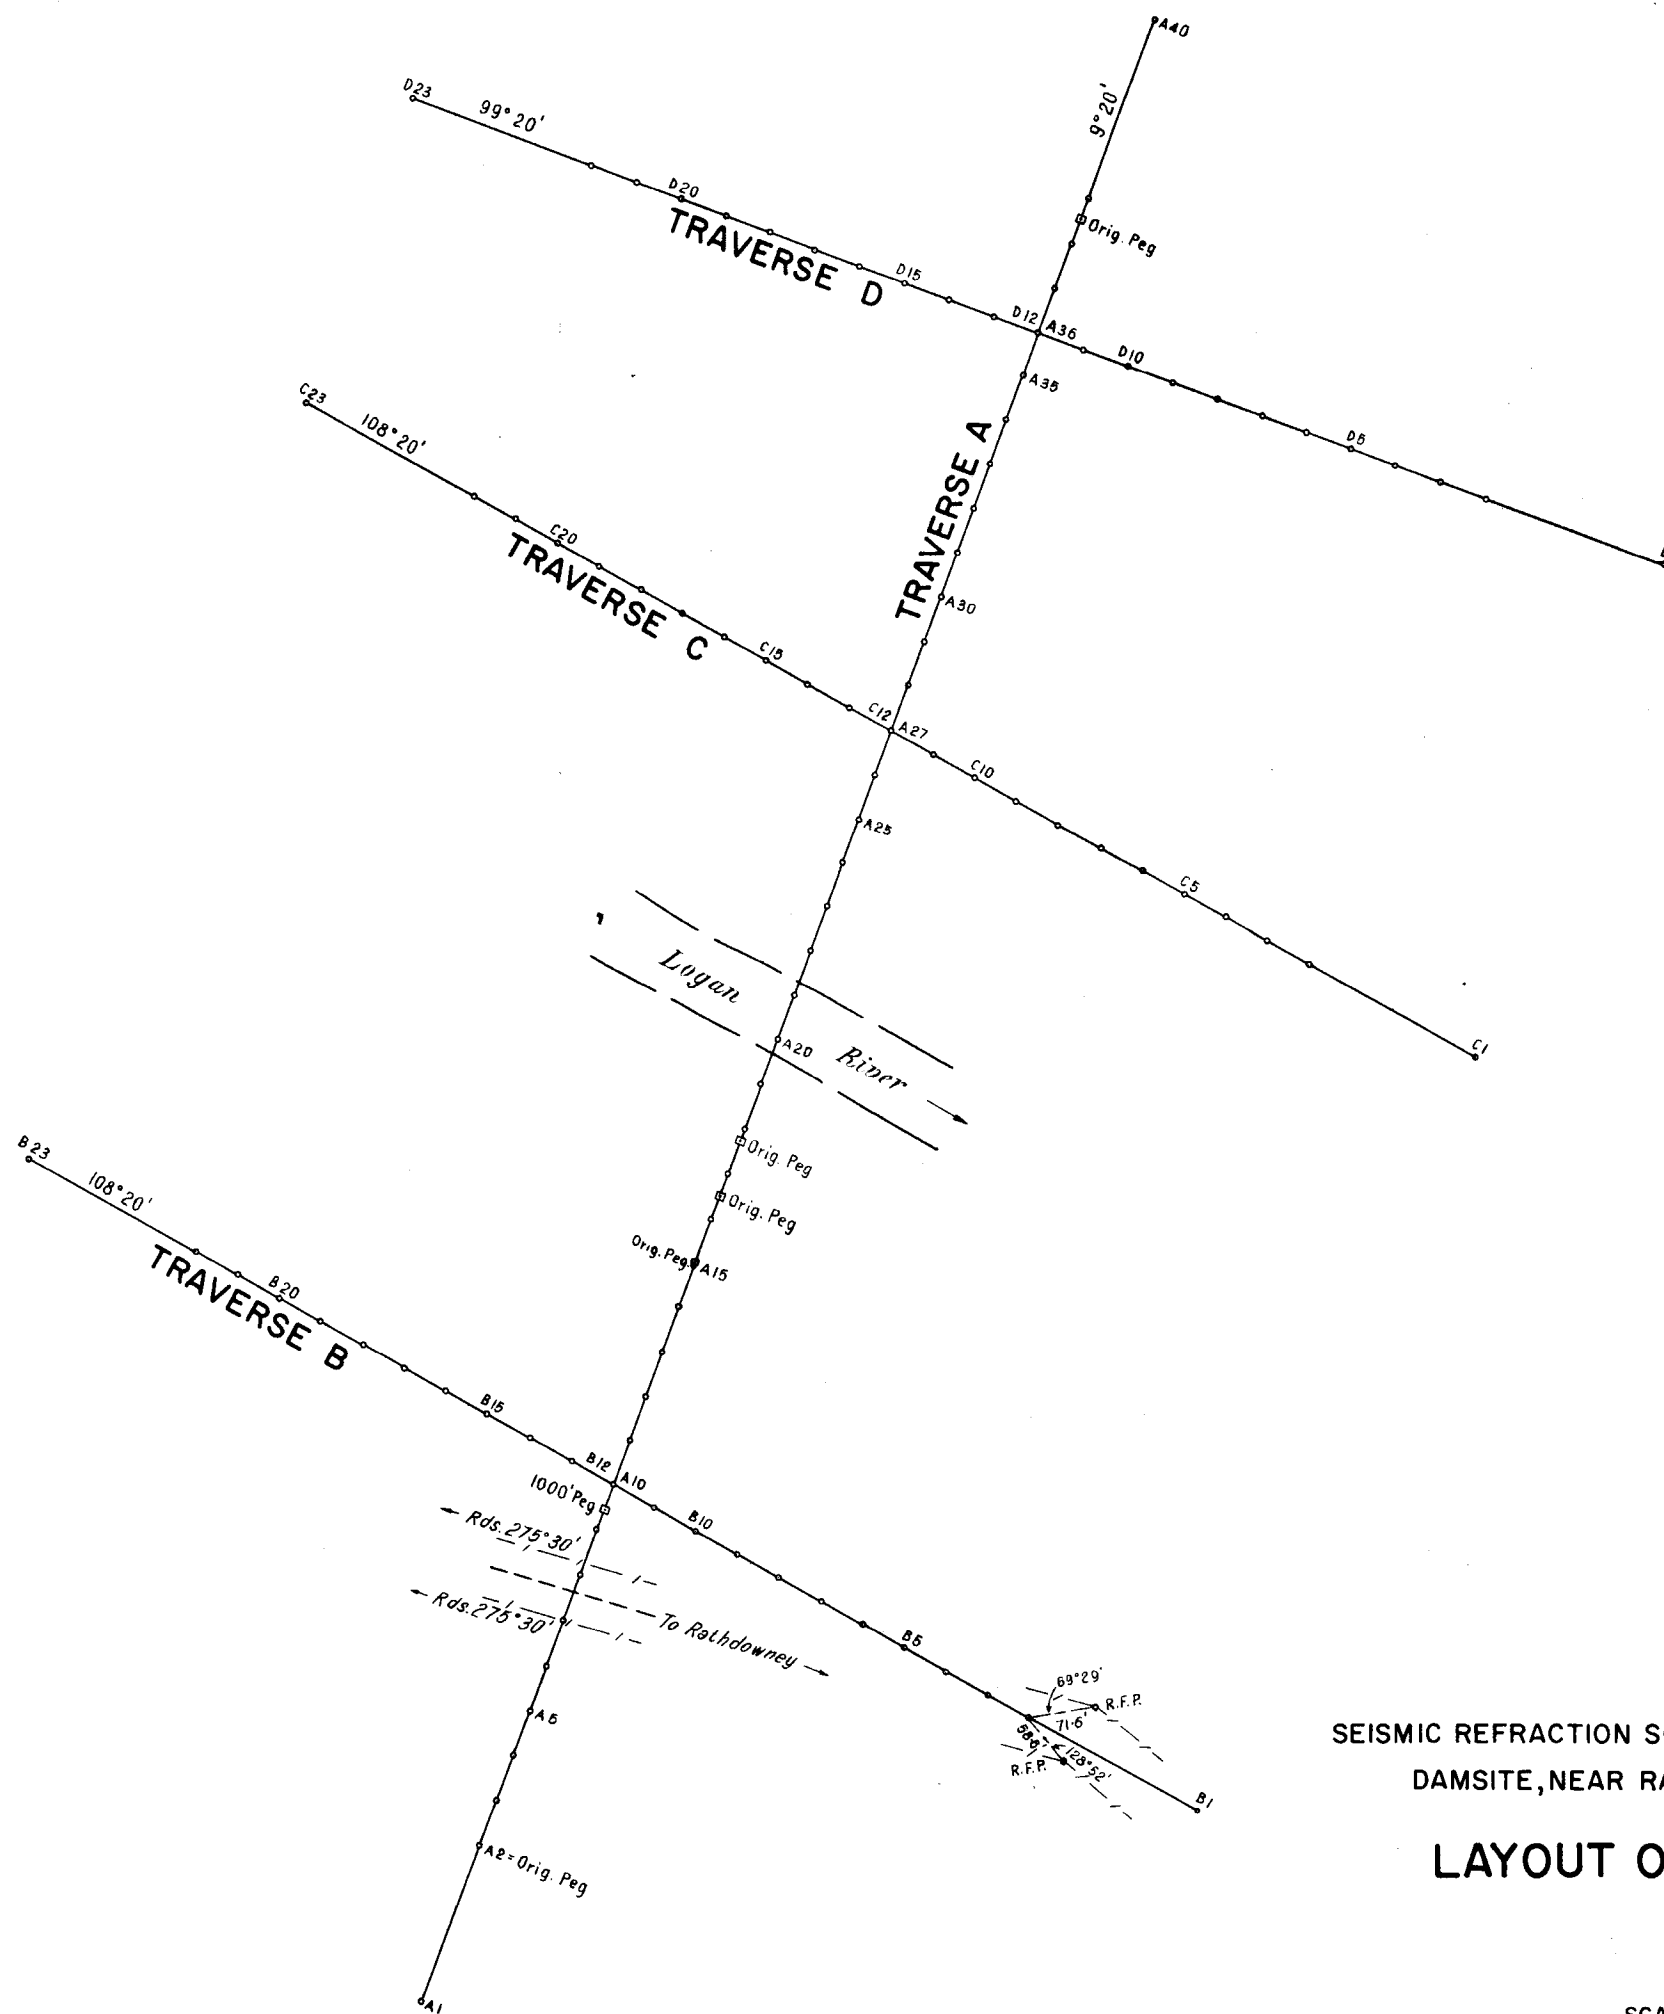 A40
9°20'
D23
99°20'
D20
TRAVERSE D
Orig. Peg
D15
D12
A36
D10
A35
D5
C23
108°20'
TRAVERSE A
C20
TRAVERSE C
A30
C15
C12
A27
C10
A25
C5
Logan
River
A20
C1
Orig. Peg
Orig. Peg
B23
108°20'
Orig. Peg
A15
B20
TRAVERSE B
B15
B12
A10
1000' Peg
B10
Rds. 275°30'
Rds. 275°30'
To Rathdowney
B5
69°29'
R.F.P.
71·6'
128°52'
R.F.P.
B1
A5
SEISMIC REFRACTION S
DAMSITE, NEAR RA
LAYOUT O
A2 = Orig. Peg
A1